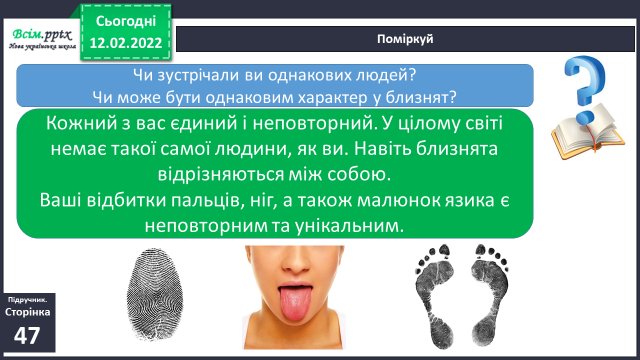 Всім.pptx
Нова українська школа
Сьогодні
12.02.2022
Поміркуй
Чи зустрічали ви однакових людей?
Чи може бути однаковим характер у близнят?
Кожний з вас єдиний і неповторний. У цілому світі
немає такої самої людини, як ви. Навіть близнята
відрізняються між собою.
Ваші відбитки пальців, ніг, а також малюнок язика є
неповторним та унікальним.
Підручник.
Сторінка
47